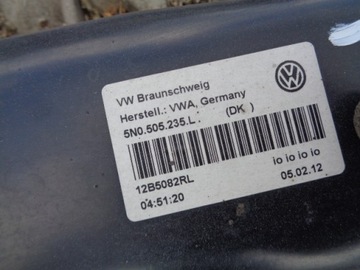 VW Braunschweig
Herstell.: VWA, Germany
5N0.505.235.L : (DK )
12B5082RL io io io io
04:51:20 05.02.12